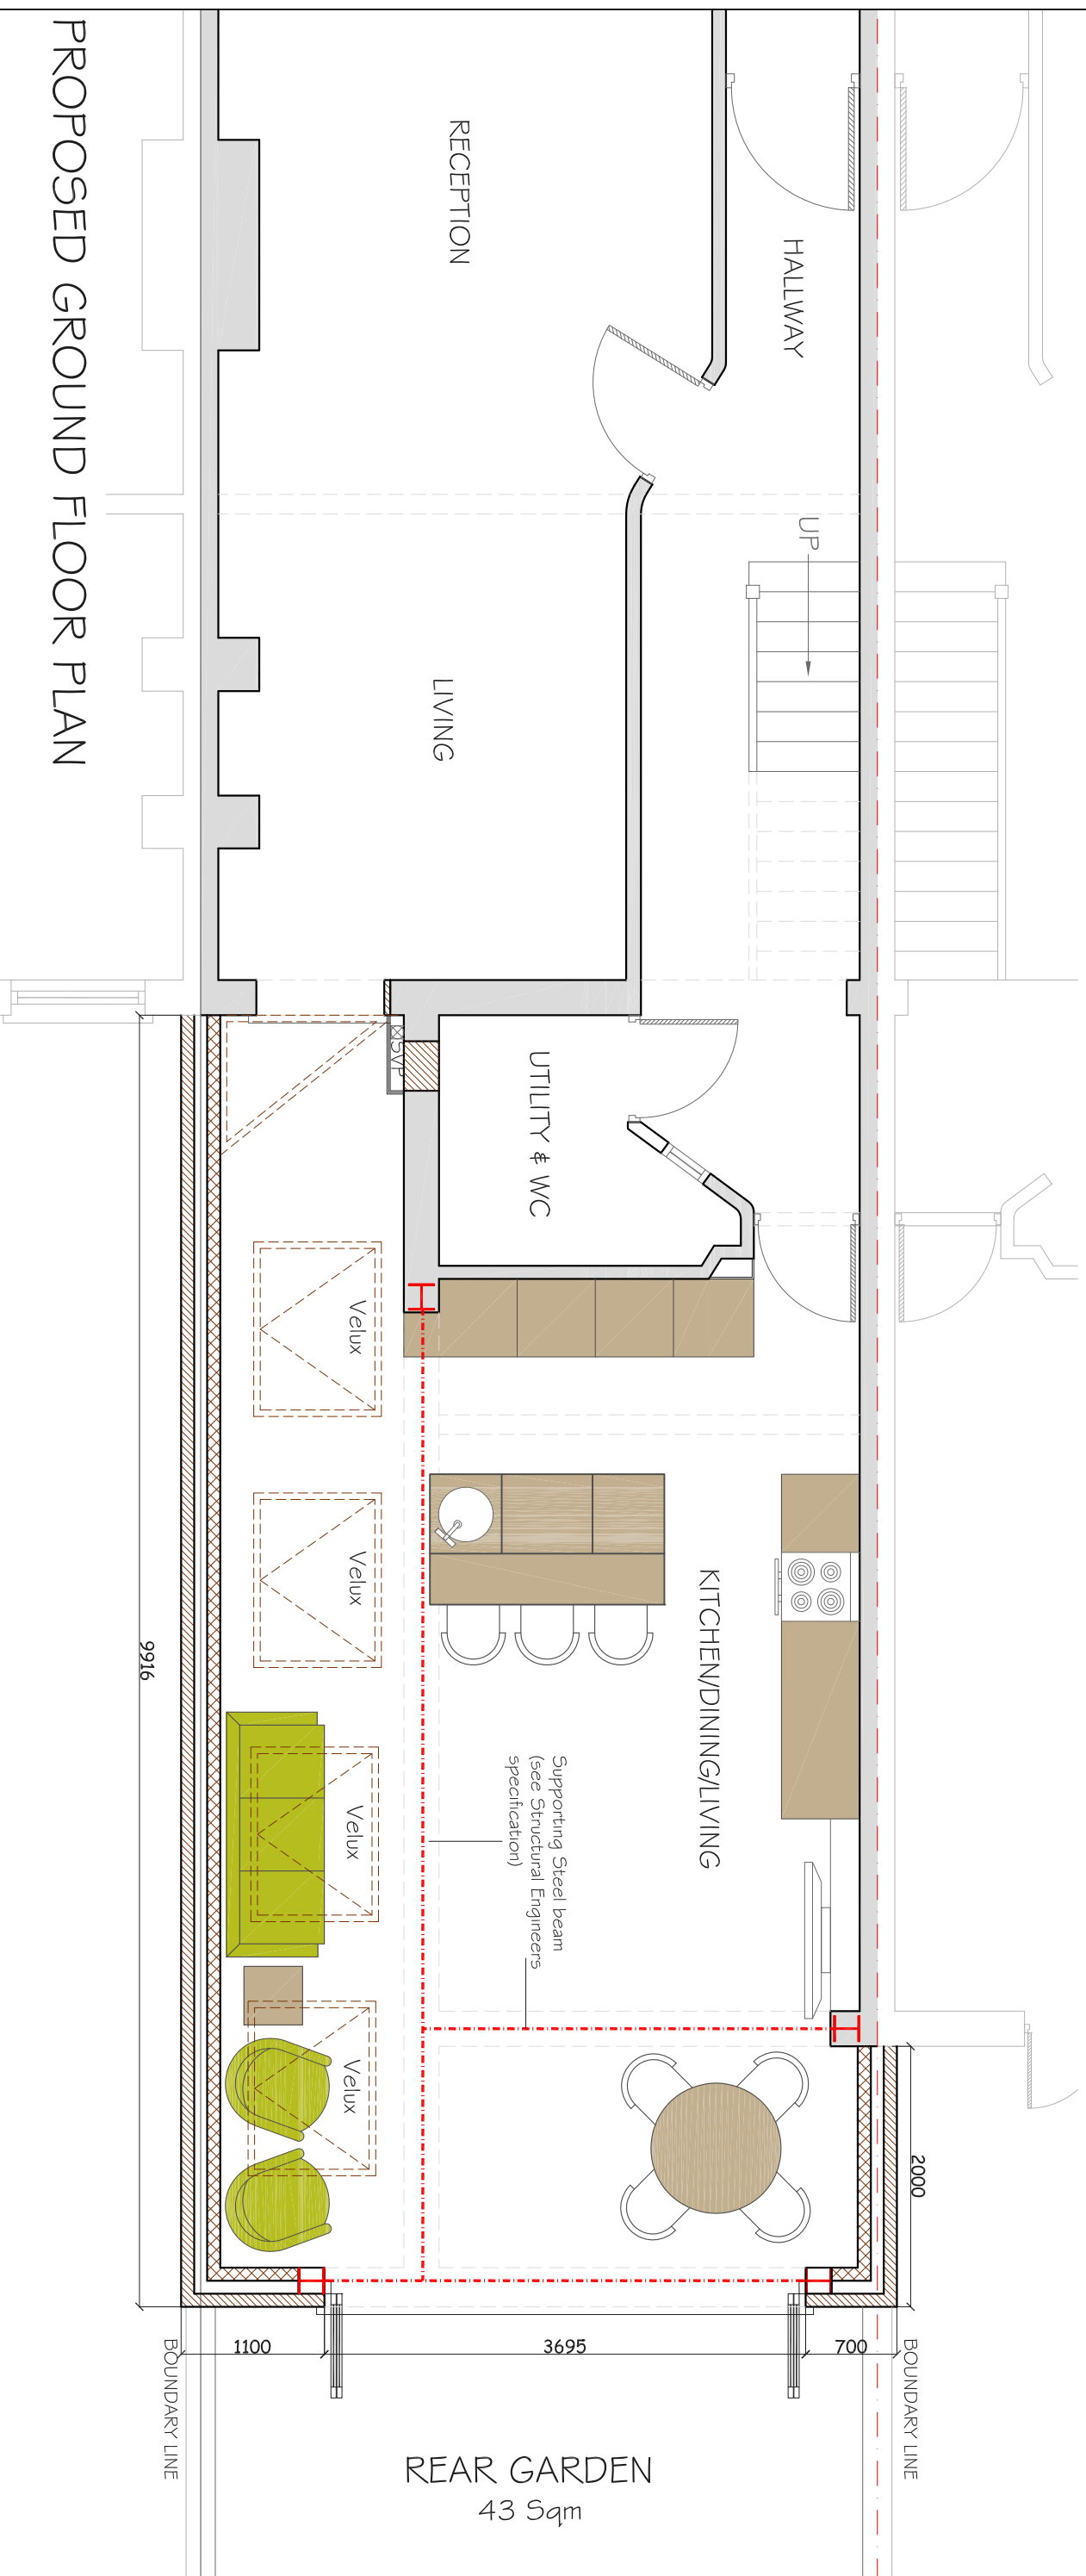 PROPOSED GROUND FLOOR PLAN
RECEPTION
HALLWAY
UP
LIVING
SVP
UTILITY & WC
Velux
Velux
Velux
Velux
KITCHEN/DINING/LIVING
Supporting Steel beam
(see Structural Engineers
specification)
9916
2000
1100
3695
700
BOUNDARY LINE
BOUNDARY LINE
REAR GARDEN
43 Sqm